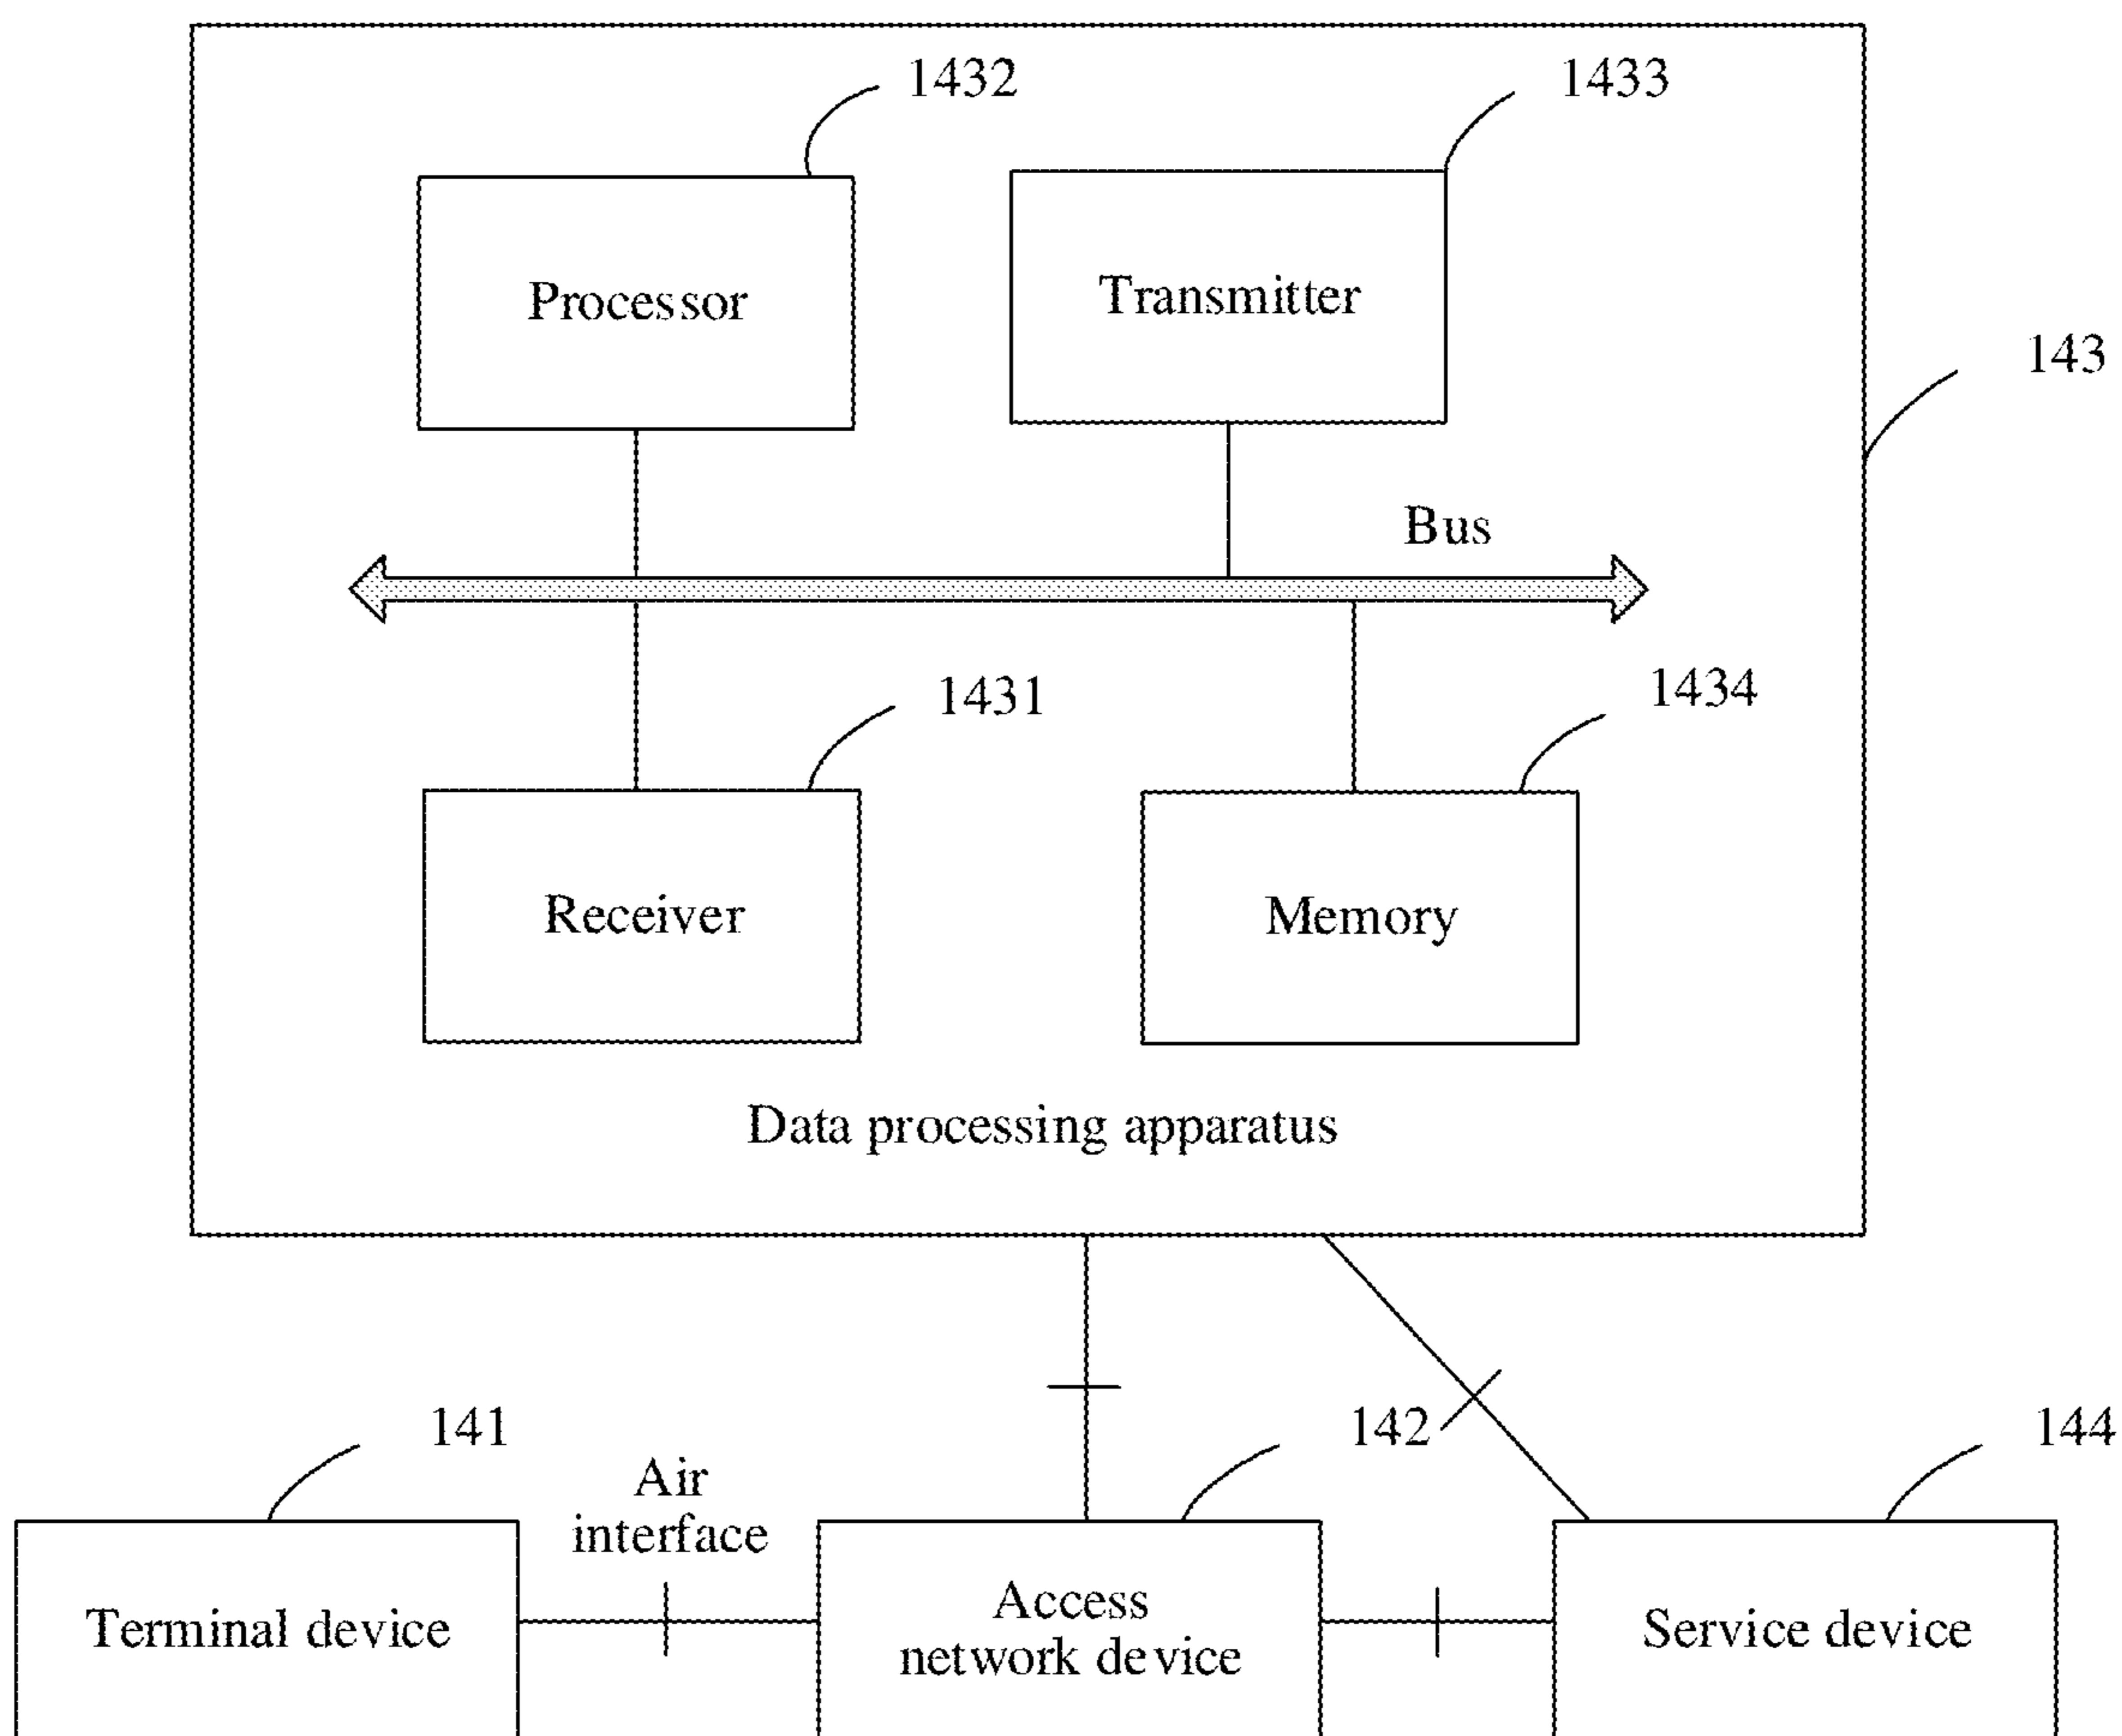 1432
1433
Processor
Transmitter
143
Bus
1431
1434
Receiver
Memory
Data processing apparatus
141
142
144
Air
interface
Terminal device
Access
network device
Service device